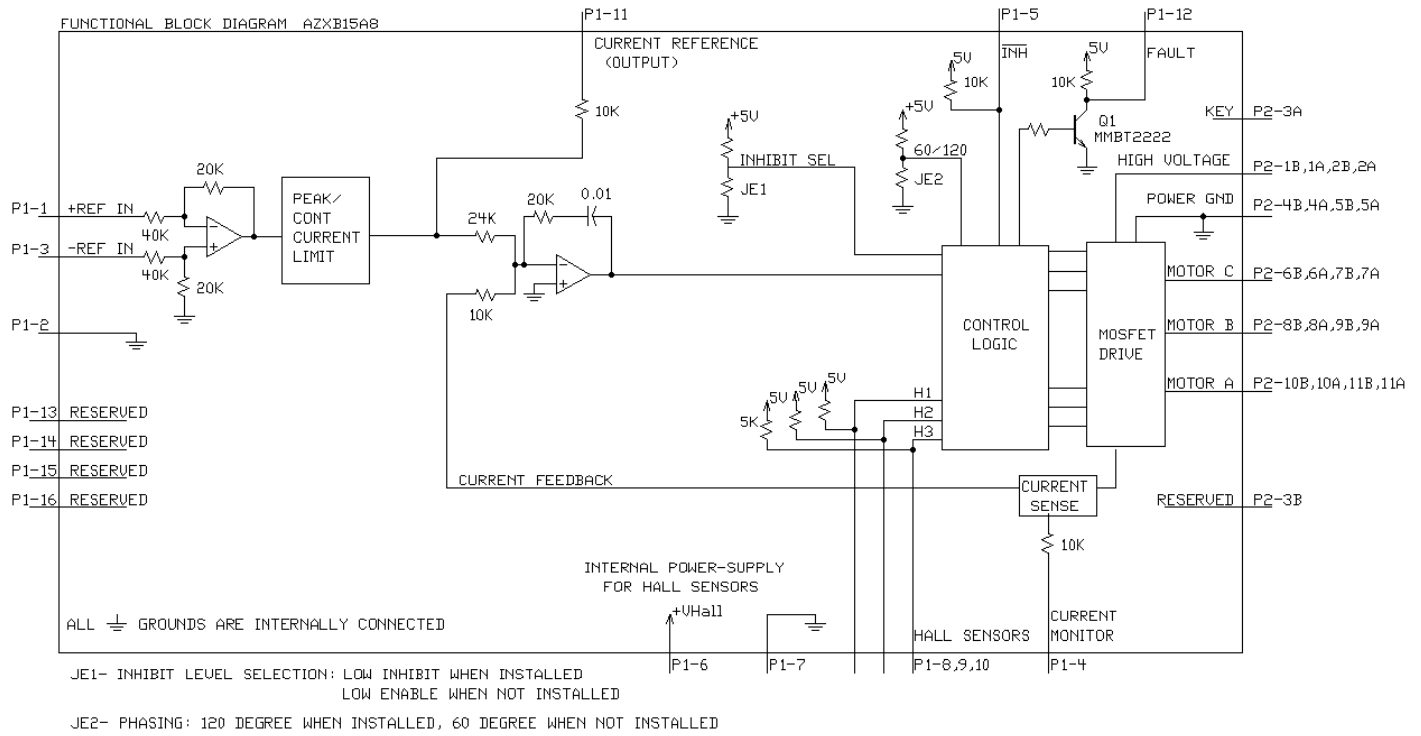 FUNCTIONAL BLOCK DIAGRAM AZXB15A8
P1-11
P1-5
P1-12
CURRENT REFERENCE
(OUTPUT)
INH
FAULT
5V
10K
5V
10K
10K
Q1
MMBT2222
KEY P2-3A
+5V
+5V
60/120
INHIBIT SEL
JE1
JE2
HIGH VOLTAGE P2-1B,1A,2B,2A
POWER GND P2-4B,4A,5B,5A
20K
P1-1 +REF IN
40K
P1-3 -REF IN
40K
20K
PEAK/
CONT
CURRENT
LIMIT
24K
20K
0.01
10K
P1-2
CONTROL
LOGIC
MOSFET
DRIVE
MOTOR C P2-6B,6A,7B,7A
MOTOR B P2-8B,8A,9B,9A
MOTOR A P2-10B,10A,11B,11A
5V
5V
5V
5K
H1
H2
H3
P1-13 RESERVED
P1-14 RESERVED
P1-15 RESERVED
P1-16 RESERVED
CURRENT FEEDBACK
CURRENT
SENSE
RESERVED P2-3B
10K
INTERNAL POWER-SUPPLY
FOR HALL SENSORS
+VHall
ALL GROUNDS ARE INTERNALLY CONNECTED
HALL SENSORS
CURRENT
MONITOR
P1-6
P1-7
P1-8,9,10
P1-4
JE1- INHIBIT LEVEL SELECTION: LOW INHIBIT WHEN INSTALLED
LOW ENABLE WHEN NOT INSTALLED
JE2- PHASING: 120 DEGREE WHEN INSTALLED, 60 DEGREE WHEN NOT INSTALLED